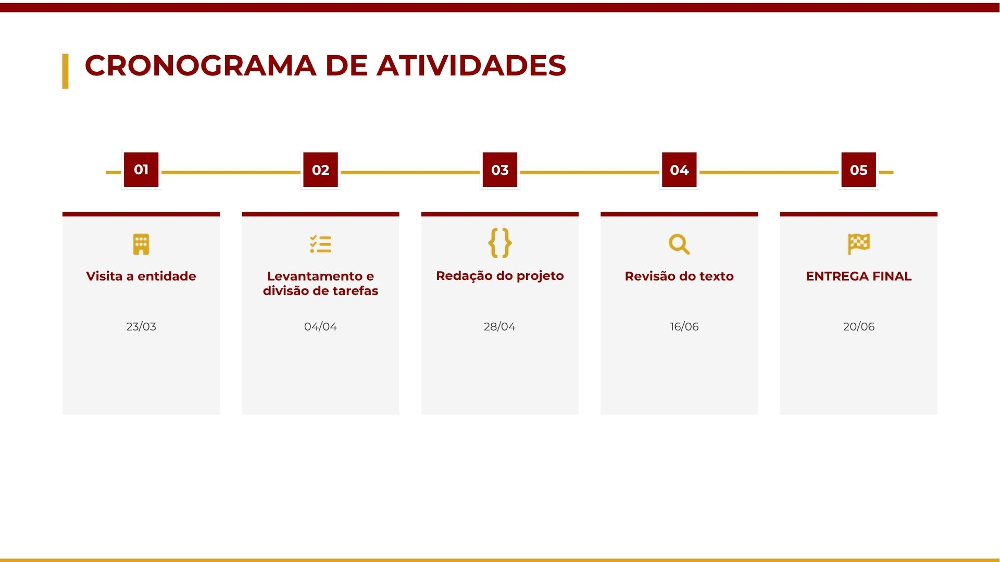 CRONOGRAMA DE ATIVIDADES
01
02
03
04
05
Visita a entidade
23/03
Levantamento e
divisão de tarefas
04/04
Redação do projeto
28/04
Revisão do texto
16/06
ENTREGA FINAL
20/06